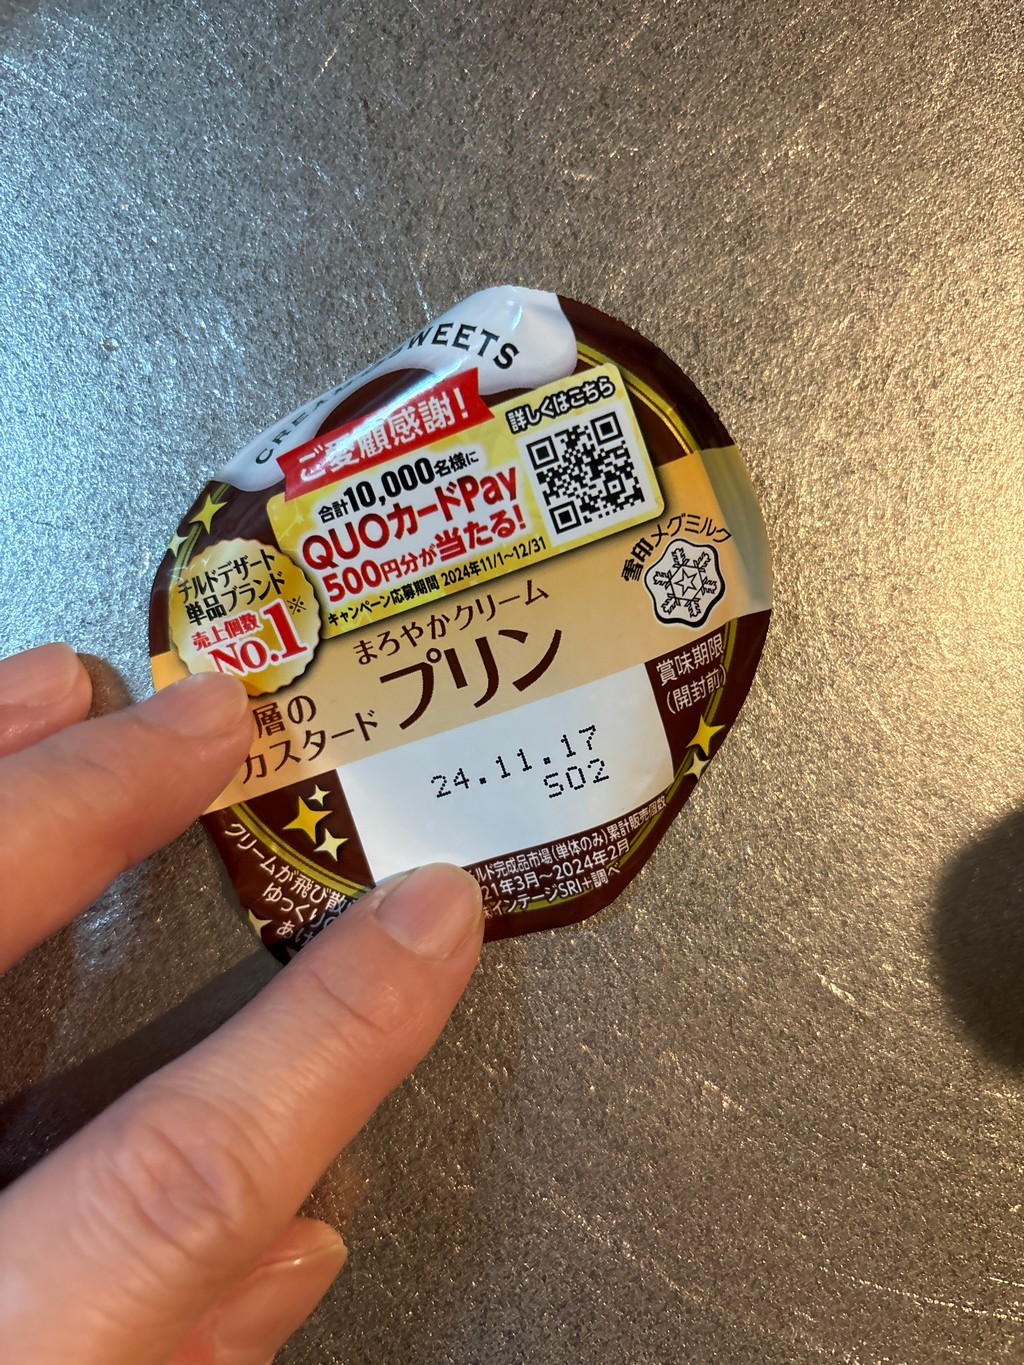 SWEETS
ご愛顧感謝!
合計10,000名様に
QUOカードPay
500円分が当たる!
キャンペーン応募期間 2024年11/1~12/31
詳しくはこちら
チルドデザート
単品ブランド
売上個数※
No.1
雪印メグミルク
まろやかクリーム
プリン
層の
カスタード
賞味期限
(開封前)
24.11.17
S02
ルド完成品市場(単体のみ)累計販売個数
21年3月~2024年2月
インテージSRI+調べ
クリームが飛び散
ゆっくり